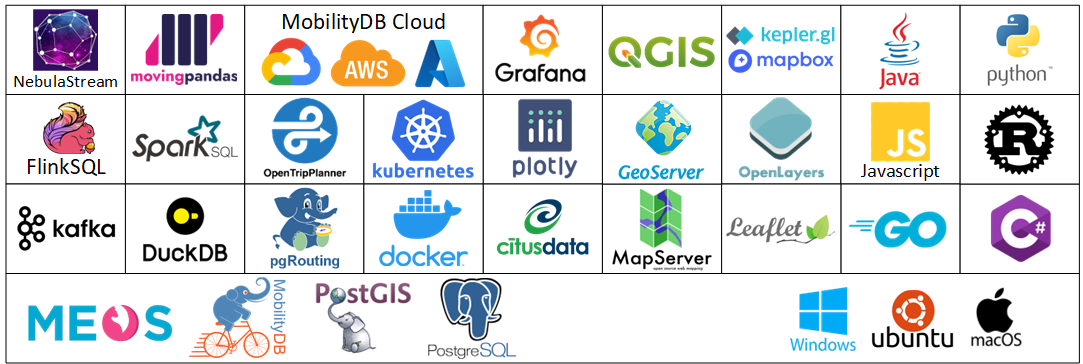 NebulaStream
movingpandas
MobilityDB Cloud
AWS
Grafana
QGIS
kepler.gl
mapbox
Java
python™
FlinkSQL
Spark SQL
OpenTripPlanner
kubernetes
plotly
GeoServer
OpenLayers
JS
Javascript
R
kafka
DuckDB
pgRouting
docker
citusdata
MapServer
open source web mapping
Leaflet
GO
C#
MEOS
MobilityDB
PostGIS
PostgreSQL
Windows
ubuntu
macOS